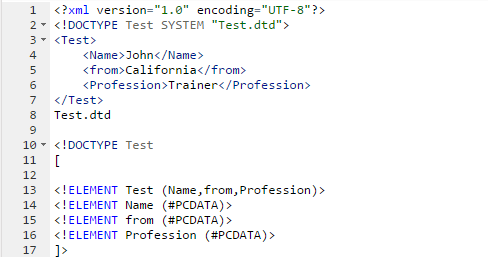 1 <?xml version="1.0" encoding="UTF-8"?>
2 <!DOCTYPE Test SYSTEM "Test.dtd">
3 <Test>
4     <Name>John</Name>
5     <from>California</from>
6     <Profession>Trainer</Profession>
7 </Test>
8 Test.dtd
9
10 <!DOCTYPE Test
11 [
12
13 <!ELEMENT Test (Name,from,Profession)>
14 <!ELEMENT Name (#PCDATA)>
15 <!ELEMENT from (#PCDATA)>
16 <!ELEMENT Profession (#PCDATA)>
17 ]>